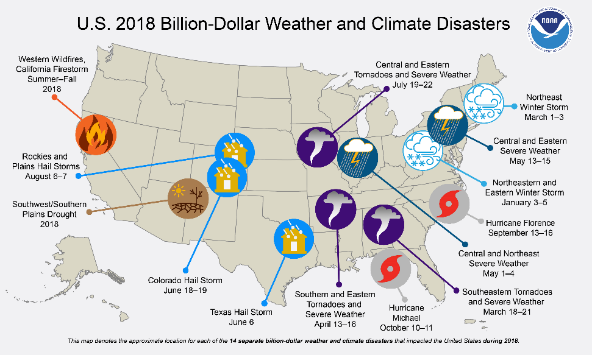 U.S. 2018 Billion-Dollar Weather and Climate Disasters
noaa
Western Wildfires,
California Firestorm
Summer–Fall
2018
Central and Eastern
Tornadoes and Severe Weather
July 19–22
Northeast
Winter Storm
March 1–3
Central and Eastern
Severe Weather
May 13–15
Rockies and
Plains Hail Storms
August 6–7
Northeastern and
Eastern Winter Storm
January 3–5
Southwest/Southern
Plains Drought
2018
Hurricane Florence
September 13–16
Central and Northeast
Severe Weather
May 1–4
Colorado Hail Storm
June 18–19
Texas Hail Storm
June 6
Southern and Eastern
Tornadoes and
Severe Weather
April 13–16
Hurricane
Michael
October 10–11
Southeastern Tornadoes
and Severe Weather
March 18–21
This map denotes the approximate location for each of the 14 separate billion-dollar weather and climate disasters that impacted the United States during 2018.